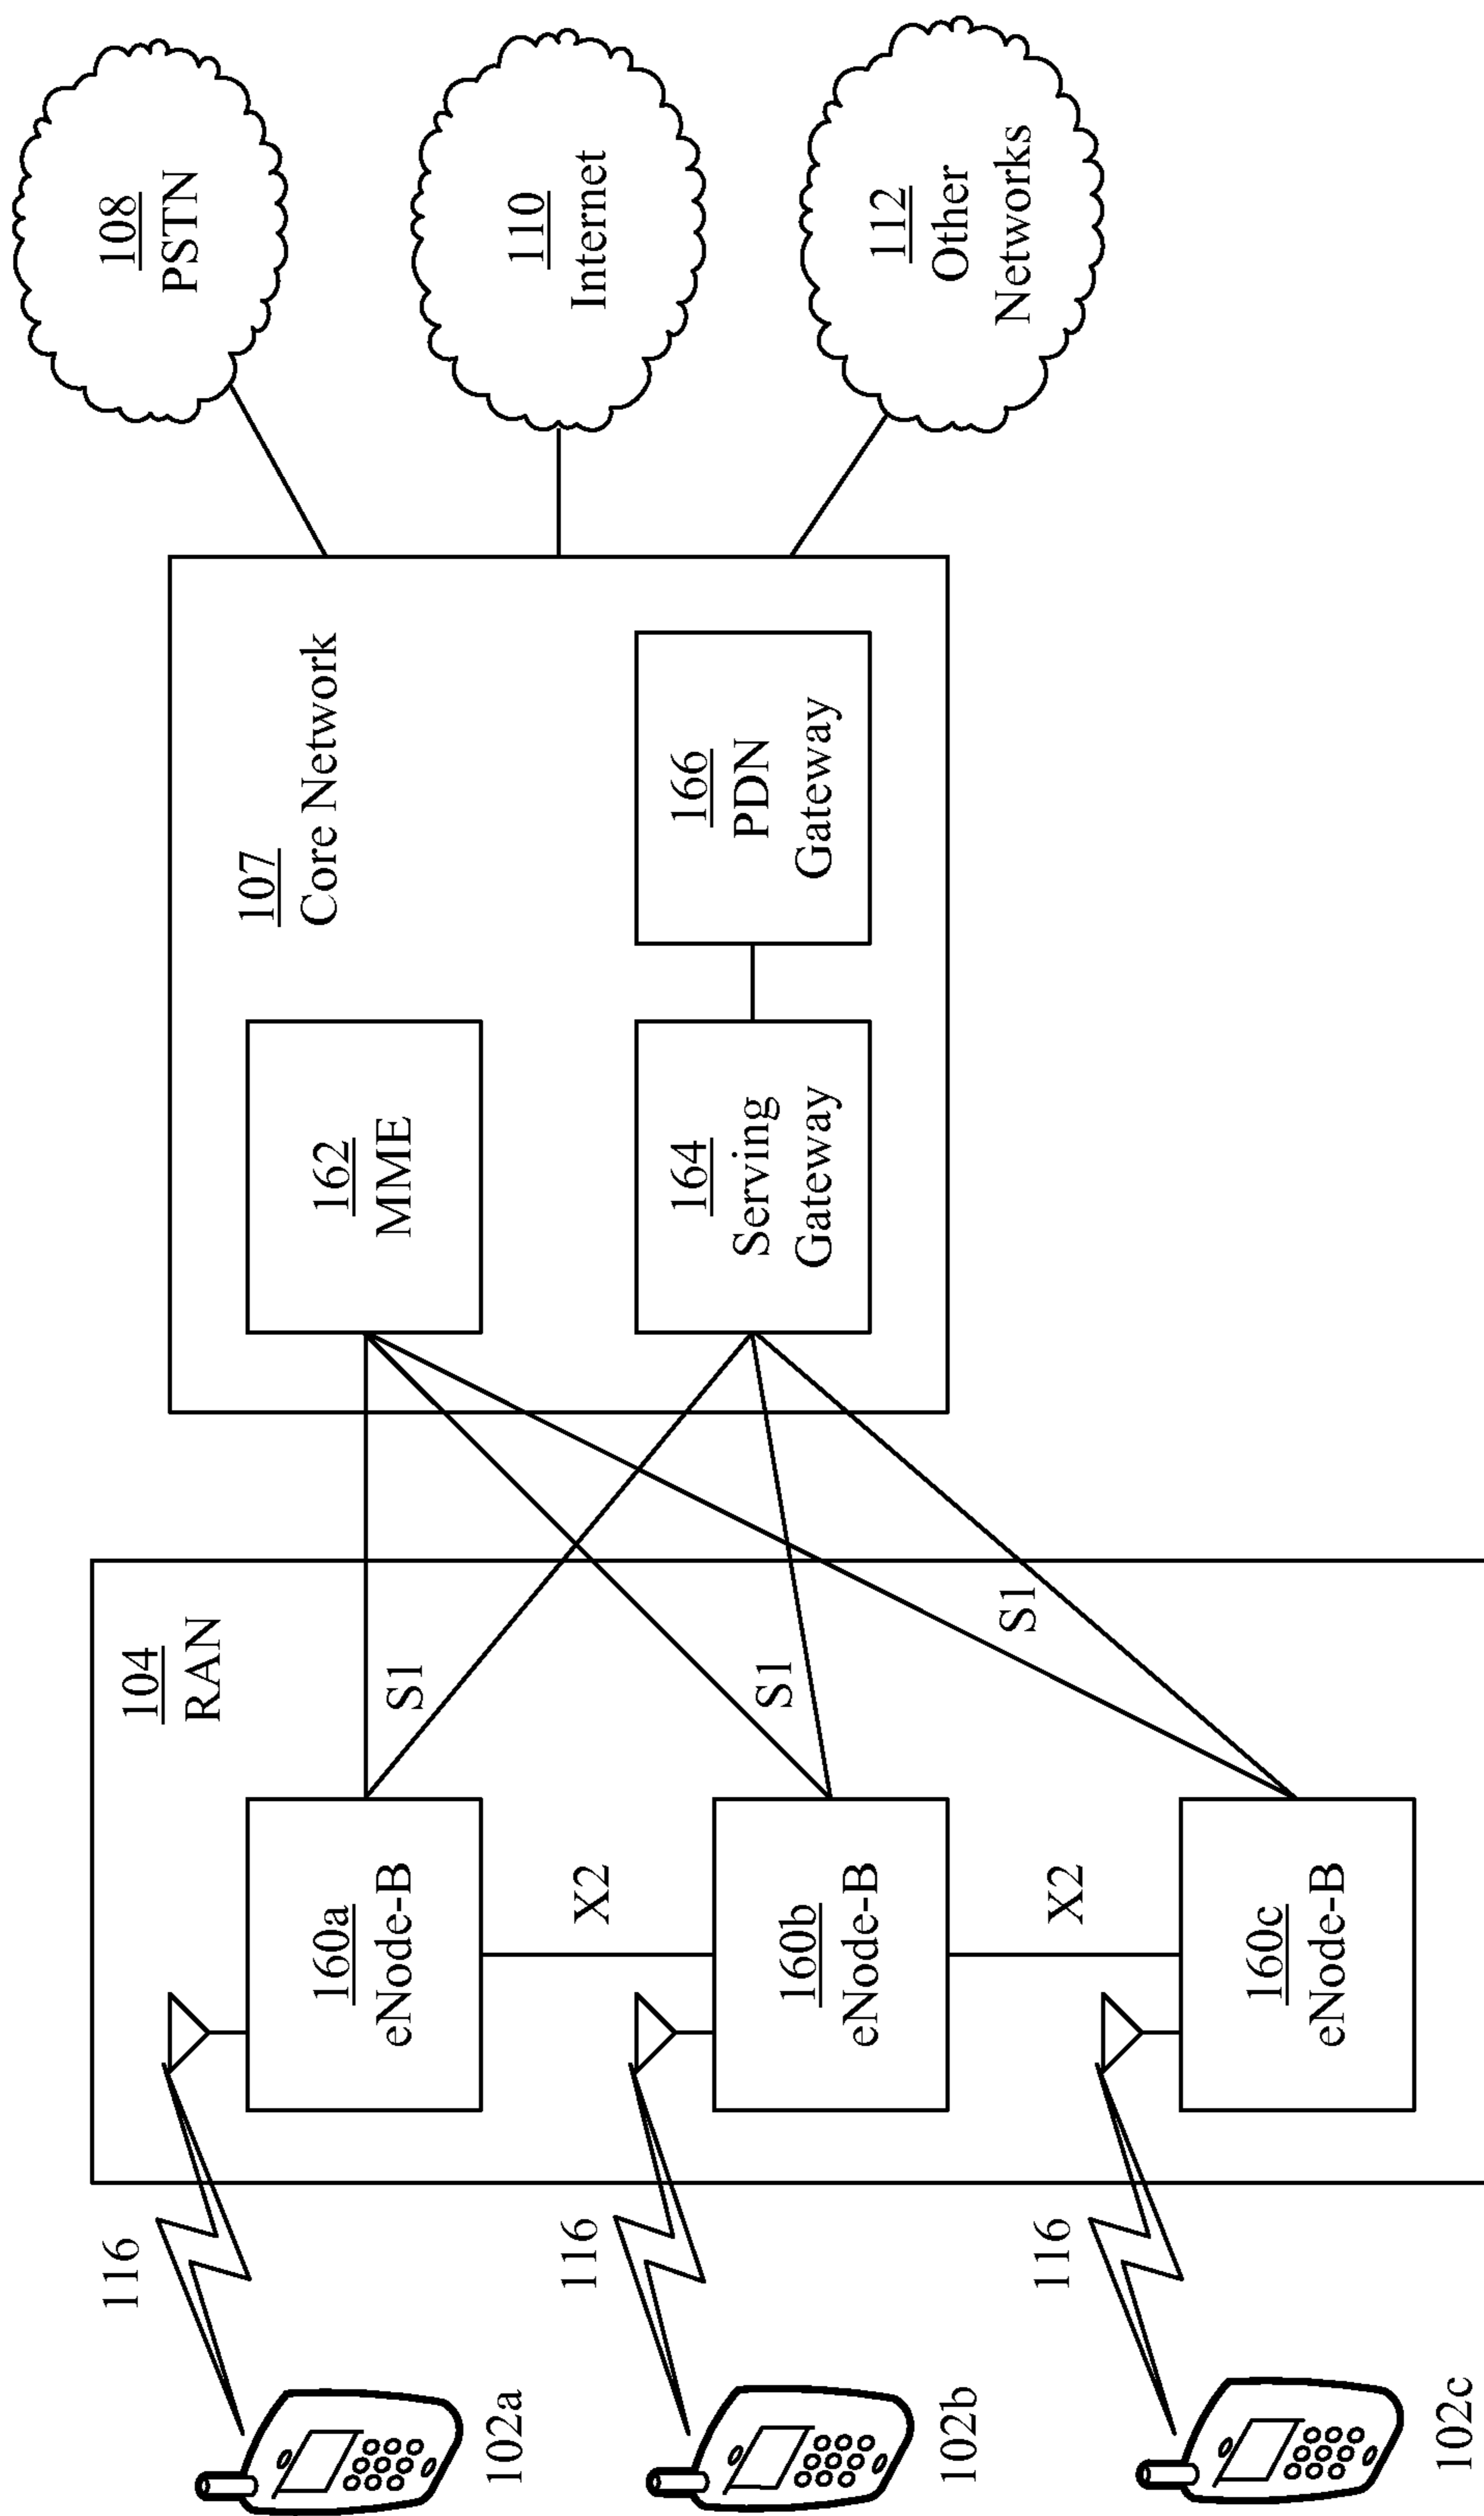 102a
102b
102c
116
116
116
104
RAN
160a
eNode-B
160b
eNode-B
160c
eNode-B
X2
X2
S1
S1
S1
107
Core Network
162
MME
164
Serving
Gateway
166
PDN
Gateway
108
PSTN
110
Internet
112
Other
Networks